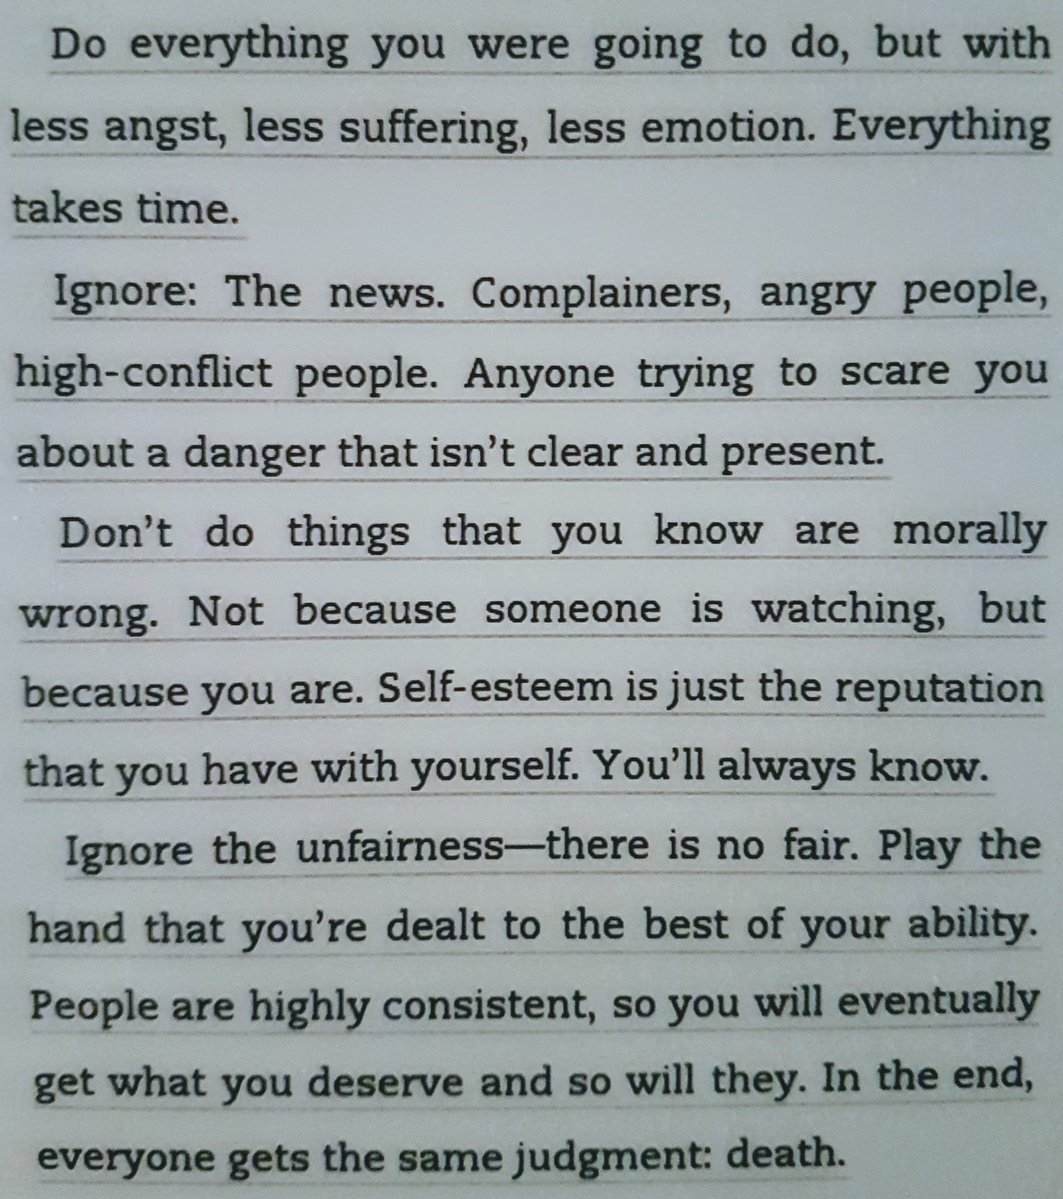 Do everything you were going to do, but with
less angst, less suffering, less emotion. Everything
takes time.
Ignore: The news. Complainers, angry people,
high-conflict people. Anyone trying to scare you
about a danger that isn’t clear and present.
Don’t do things that you know are morally
wrong. Not because someone is watching, but
because you are. Self-esteem is just the reputation
that you have with yourself. You’ll always know.
Ignore the unfairness—there is no fair. Play the
hand that you’re dealt to the best of your ability.
People are highly consistent, so you will eventually
get what you deserve and so will they. In the end,
everyone gets the same judgment: death.